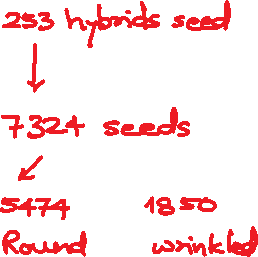 253 hybrids seed
7324 seeds
5474 1850
Round wrinkled